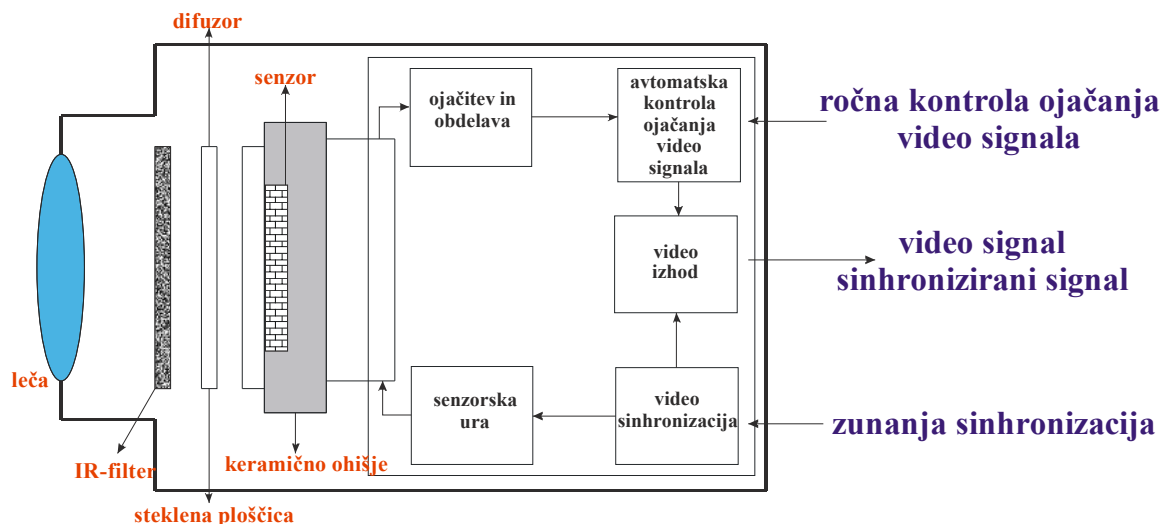 difuzor
senzor
ojačitev in
obdelava
avtomatska
kontrola
ojačanja
video
signala
ročna kontrola ojačanja
video signala
video
izhod
video signal
sinhronizirani signal
leča
senzorska
ura
video
sinhronizacija
zunanja sinhronizacija
IR-filter
keramično ohišje
steklena ploščica